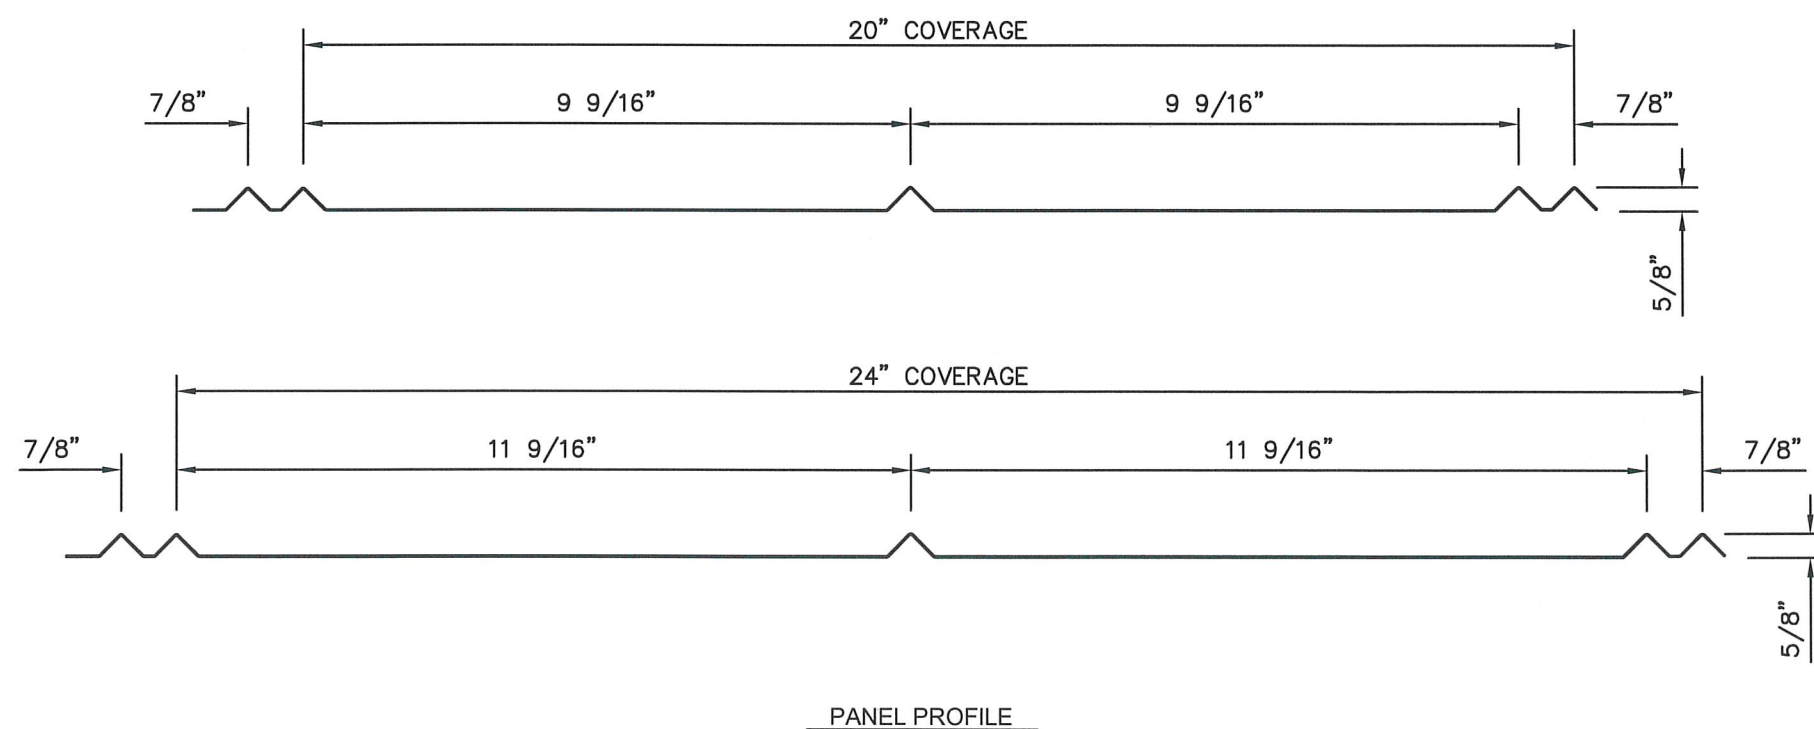 20” COVERAGE
7/8” 9 9/16” 9 9/16” 7/8”
5/8”
24” COVERAGE
7/8” 11 9/16” 11 9/16” 7/8”
5/8”
PANEL PROFILE